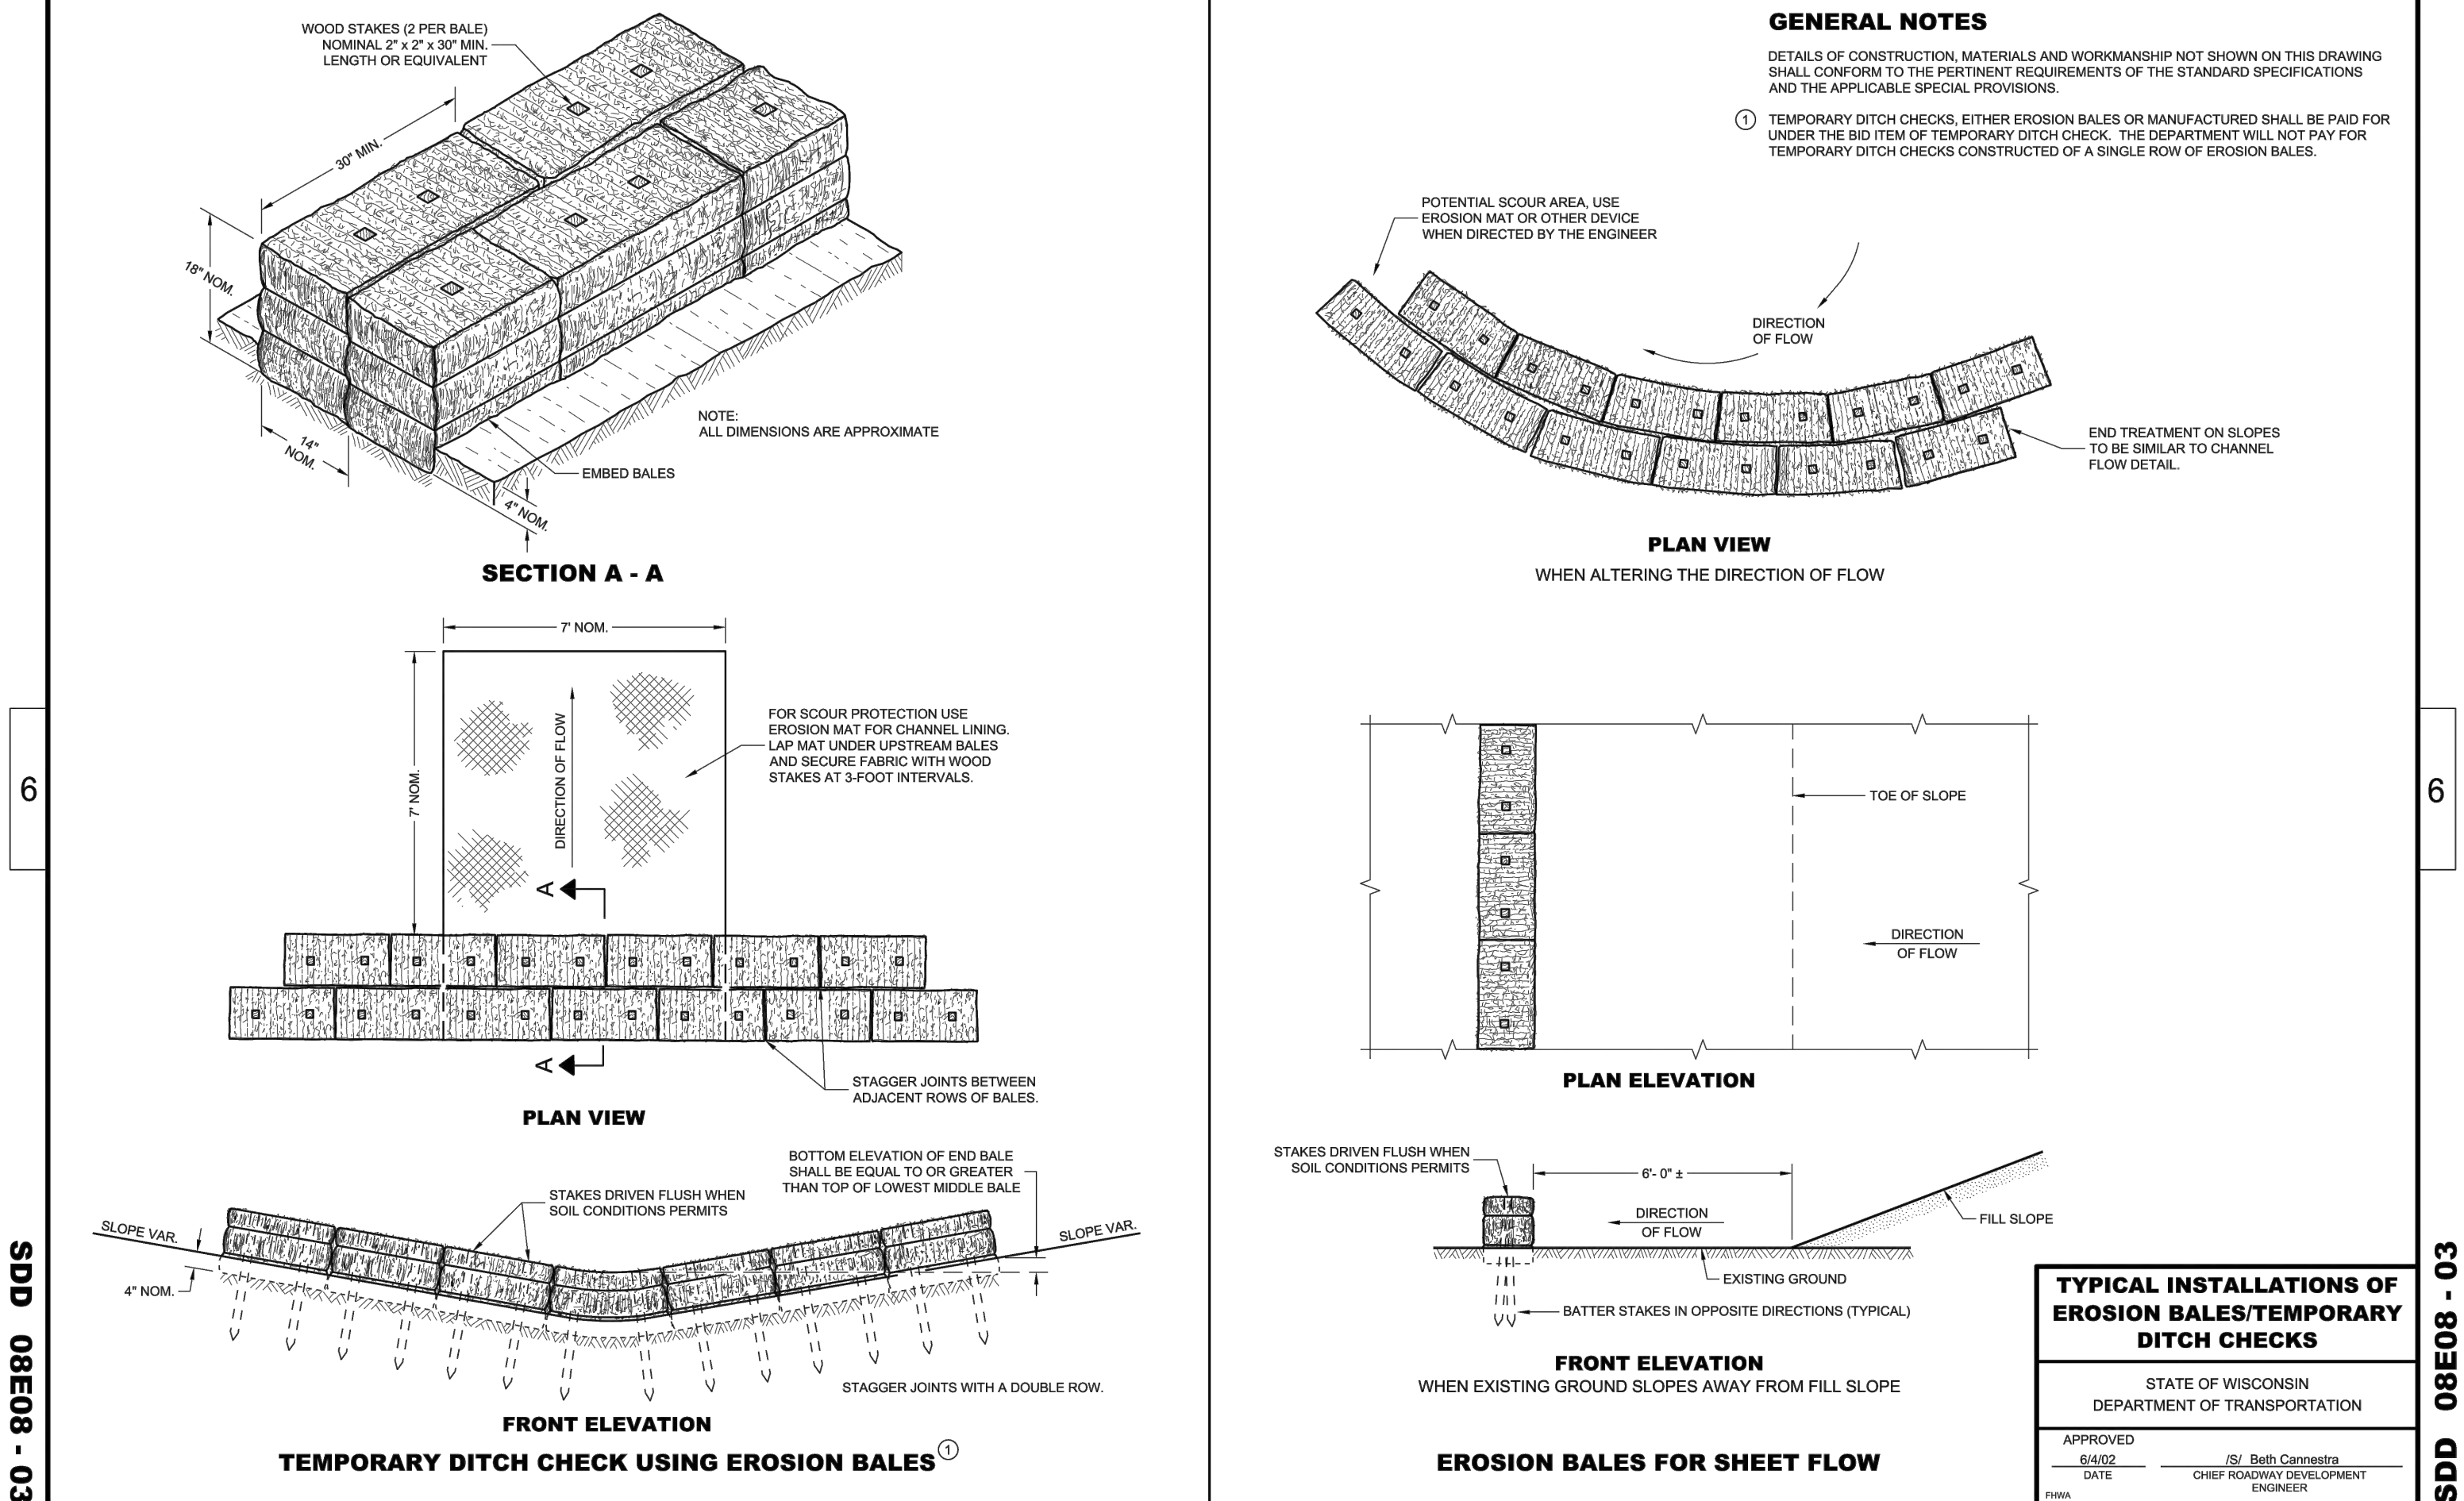 WOOD STAKES (2 PER BALE)
NOMINAL 2" x 2" x 30" MIN.
LENGTH OR EQUIVALENT
30" MIN.
18" NOM.
14"
NOM.
4" NOM.
NOTE:
ALL DIMENSIONS ARE APPROXIMATE
EMBED BALES
SECTION A - A
7' NOM.
7' NOM.
DIRECTION OF FLOW
FOR SCOUR PROTECTION USE
EROSION MAT FOR CHANNEL LINING.
LAP MAT UNDER UPSTREAM BALES
AND SECURE FABRIC WITH WOOD
STAKES AT 3-FOOT INTERVALS.
A
A
STAGGER JOINTS BETWEEN
ADJACENT ROWS OF BALES.
PLAN VIEW
BOTTOM ELEVATION OF END BALE
SHALL BE EQUAL TO OR GREATER
THAN TOP OF LOWEST MIDDLE BALE
STAKES DRIVEN FLUSH WHEN
SOIL CONDITIONS PERMITS
SLOPE VAR.
SLOPE VAR.
4" NOM.
STAGGER JOINTS WITH A DOUBLE ROW.
FRONT ELEVATION
TEMPORARY DITCH CHECK USING EROSION BALES 1
GENERAL NOTES
DETAILS OF CONSTRUCTION, MATERIALS AND WORKMANSHIP NOT SHOWN ON THIS DRAWING
SHALL CONFORM TO THE PERTINENT REQUIREMENTS OF THE STANDARD SPECIFICATIONS
AND THE APPLICABLE SPECIAL PROVISIONS.
1 TEMPORARY DITCH CHECKS, EITHER EROSION BALES OR MANUFACTURED SHALL BE PAID FOR
UNDER THE BID ITEM OF TEMPORARY DITCH CHECK. THE DEPARTMENT WILL NOT PAY FOR
TEMPORARY DITCH CHECKS CONSTRUCTED OF A SINGLE ROW OF EROSION BALES.
POTENTIAL SCOUR AREA, USE
EROSION MAT OR OTHER DEVICE
WHEN DIRECTED BY THE ENGINEER
DIRECTION
OF FLOW
END TREATMENT ON SLOPES
TO BE SIMILAR TO CHANNEL
FLOW DETAIL.
PLAN VIEW
WHEN ALTERING THE DIRECTION OF FLOW
TOE OF SLOPE
DIRECTION
OF FLOW
PLAN ELEVATION
STAKES DRIVEN FLUSH WHEN
SOIL CONDITIONS PERMITS
6'- 0" ±
DIRECTION
OF FLOW
FILL SLOPE
EXISTING GROUND
BATTER STAKES IN OPPOSITE DIRECTIONS (TYPICAL)
FRONT ELEVATION
WHEN EXISTING GROUND SLOPES AWAY FROM FILL SLOPE
EROSION BALES FOR SHEET FLOW
TYPICAL INSTALLATIONS OF
EROSION BALES/TEMPORARY
DITCH CHECKS
STATE OF WISCONSIN
DEPARTMENT OF TRANSPORTATION
APPROVED
6/4/02 /S/ Beth Cannestra
DATE CHIEF ROADWAY DEVELOPMENT
ENGINEER
FHWA
6
6
SDD 08E08 - 03
SDD 08E08 - 03